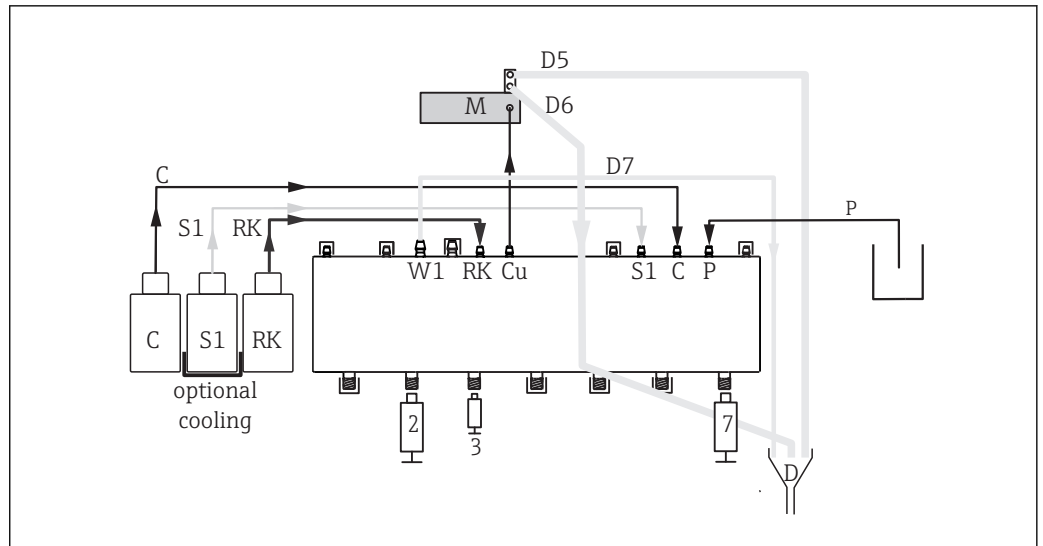 D5
M
D6
D7
C
S1
RK
P
W1
RK
Cu
S1
C
P
C
S1
RK
optional
cooling
2
3
7
D